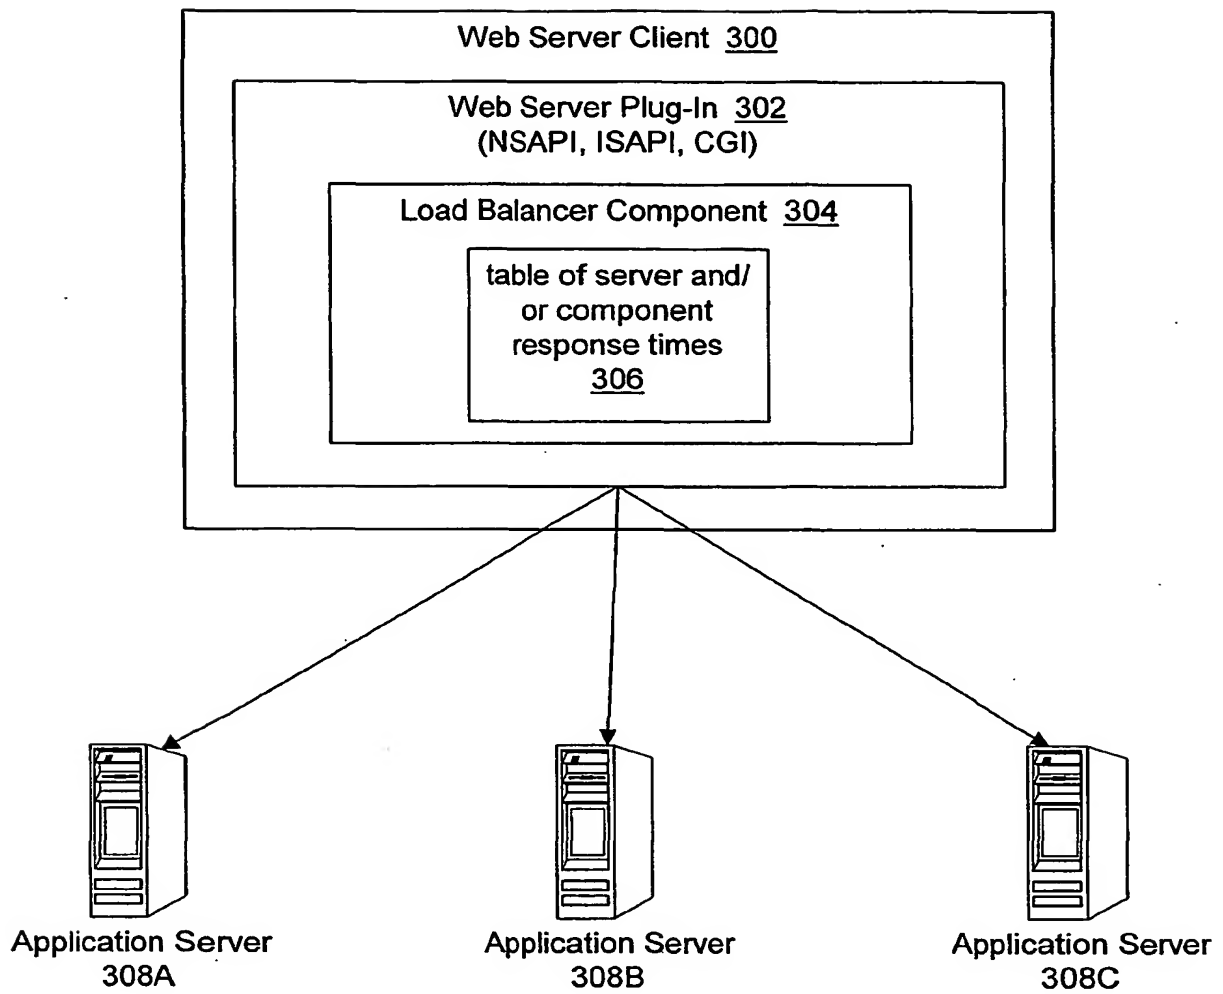 Web Server Client 300
Web Server Plug-In 302
(NSAPI, ISAPI, CGI)
Load Balancer Component 304
table of server and/
or component
response times
306
Application Server
308A
Application Server
308B
Application Server
308C